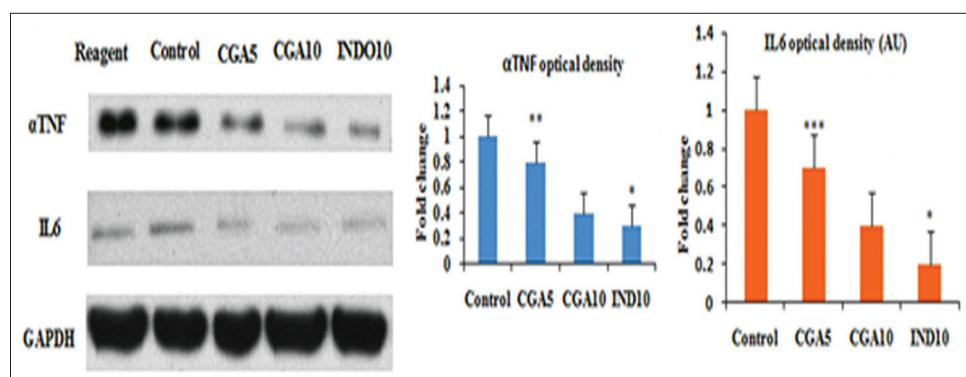 Reagent Control CGA5 CGA10 INDO10
αTNF
IL6
GAPDH
αTNF optical density
Fold change
1.4
1.2
1
0.8
0.6
0.4
0.2
0
**
*
Control CGA5 CGA10 IND10
IL6 optical density (AU)
Fold change
1.4
1.2
1
0.8
0.6
0.4
0.2
0
***
*
Control CGA5 CGA10 IND10